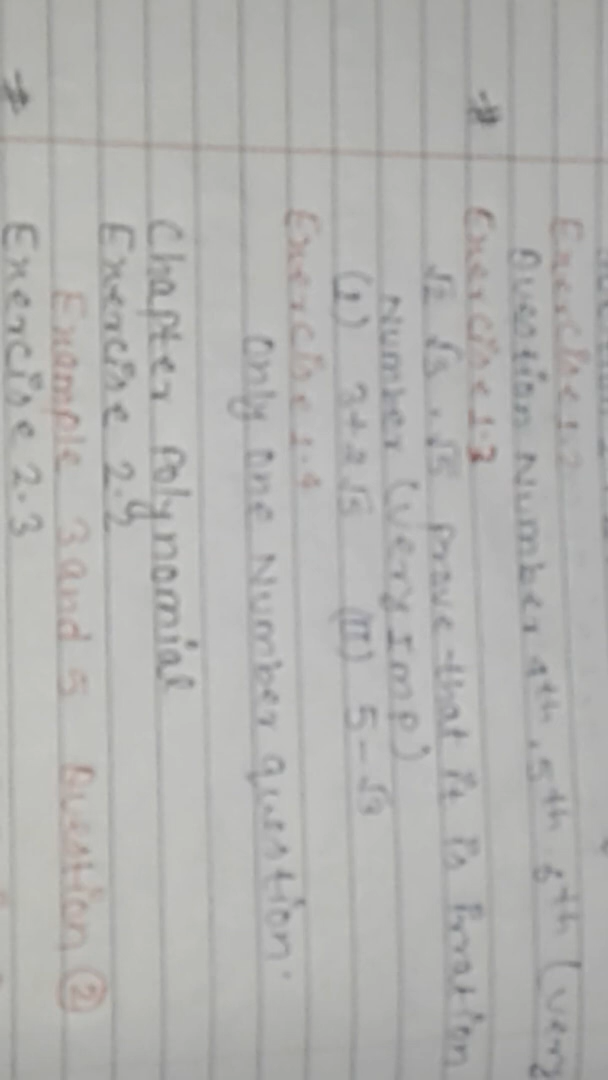 Exercise 1.2
Question Number 4th, 5th 6th (very
Exercise 1.3
√2 √3, √5 prove that it is Irration
Number (very Imp)
(I) 3+2√5 (II) 5-√3
Exercise 1.4
Only one Number question.
Chapter Polynomial
Exercise 2.2
Example 3 and 5 Question ②
Exercise 2.3